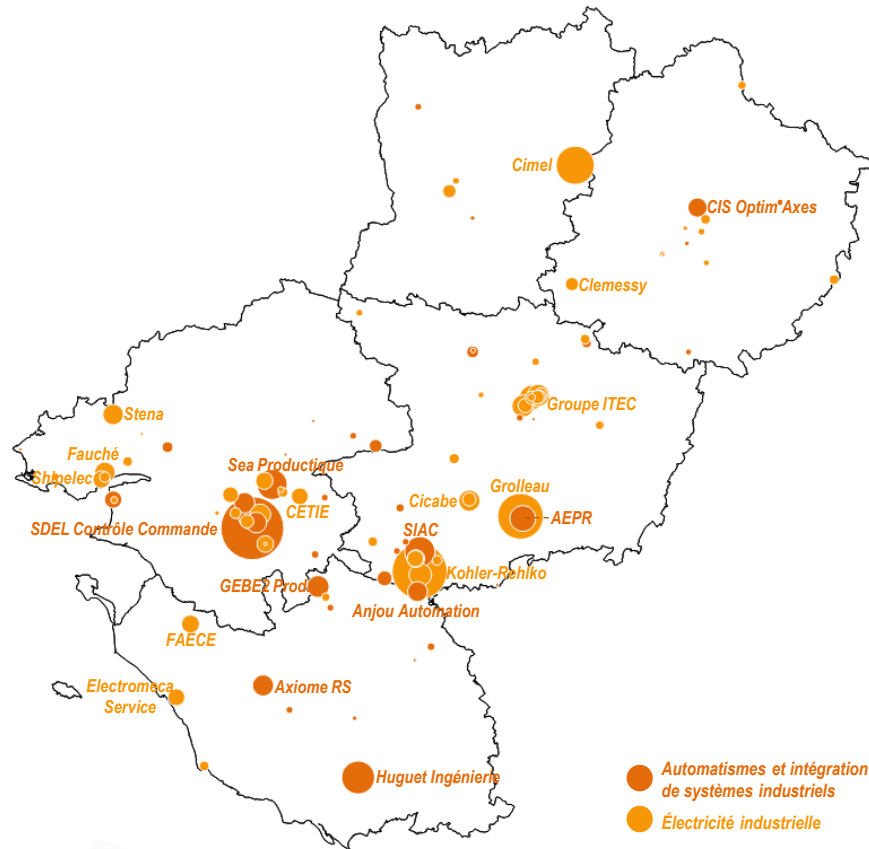 Cimel
CIS Optim'Axes
Clemessy
Stena
Groupe ITEC
Fauché
Shipelec
Sea Productique
CETIE
Grolleau
Cicabe
AEPR
SDEL Contrôle Commande
SIAC
GEBE2 Prod
Kohler-Rehlko
Anjou Automation
FAECE
Electromeca
Service
Axiome RS
Huguet Ingénierie
Automatismes et intégration
de systèmes industriels
Électricité industrielle